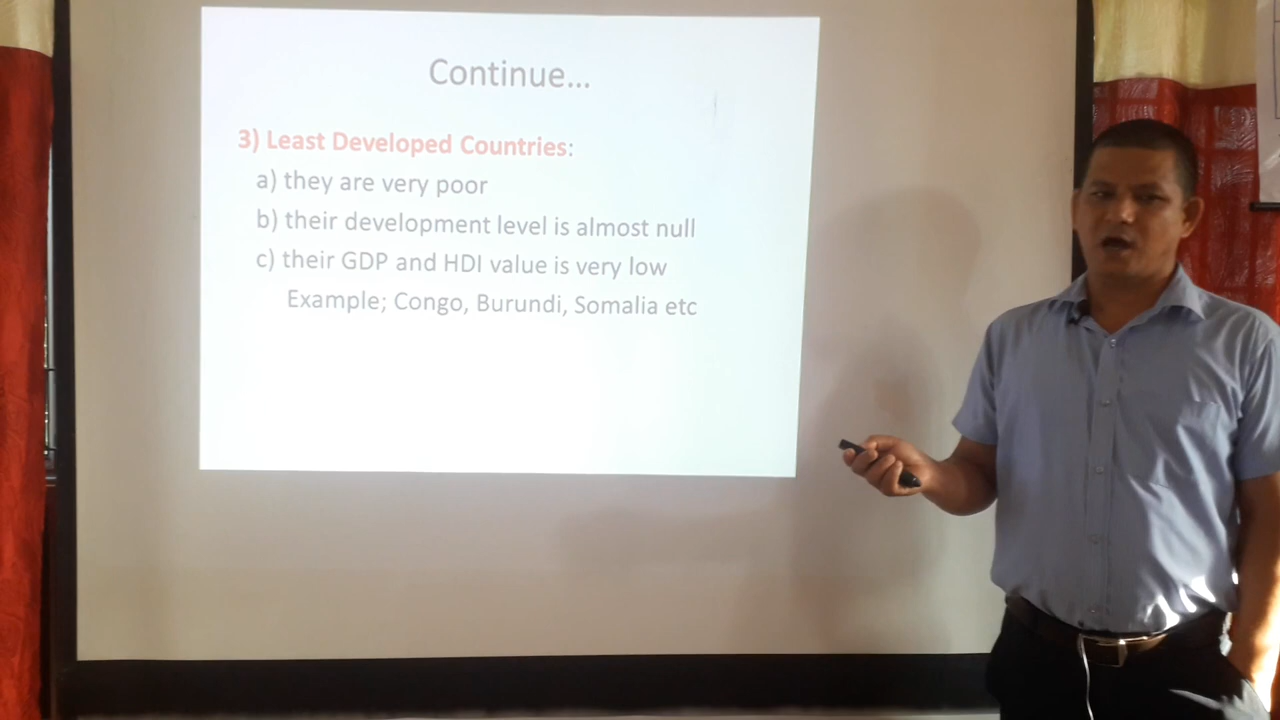 Continue...
3) Least Developed Countries:
a) they are very poor
b) their development level is almost null
c) their GDP and HDI value is very low
Example; Congo, Burundi, Somalia etc